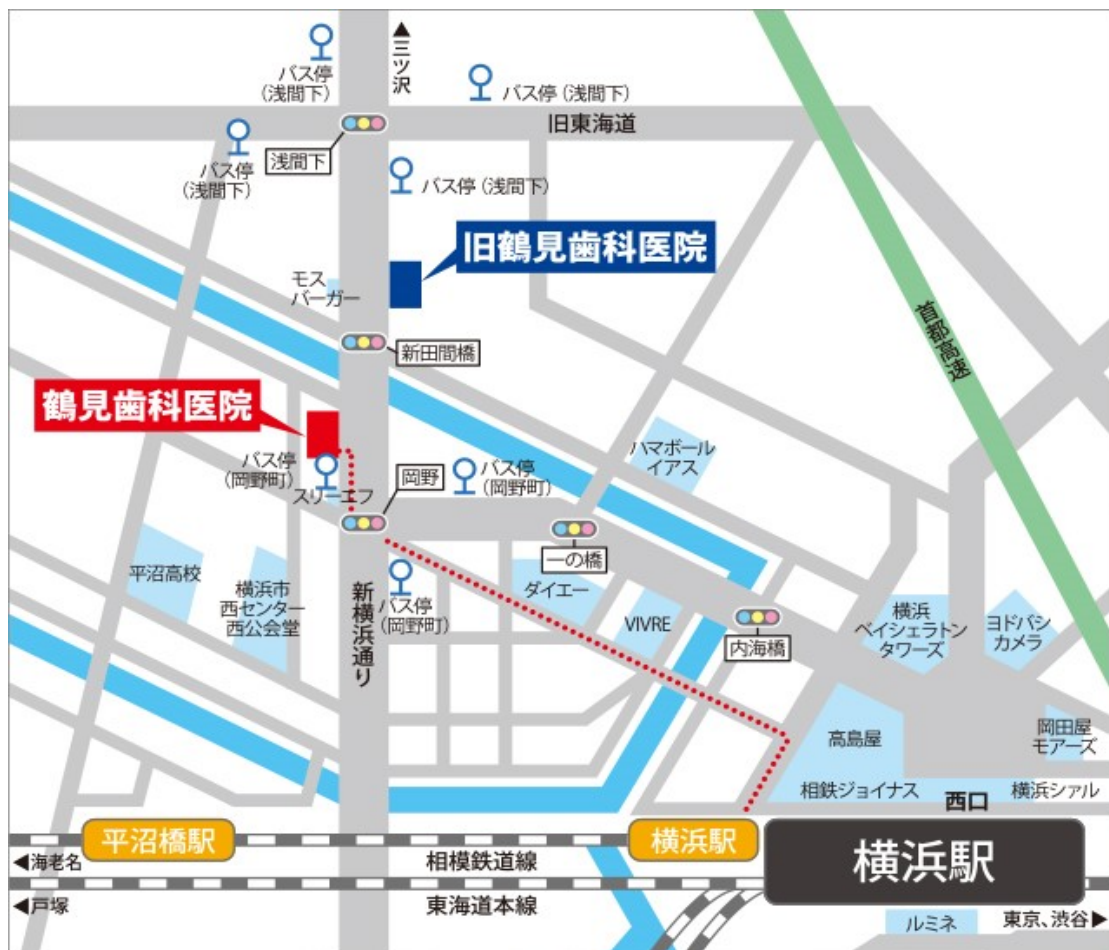 ▲三ツ沢
バス停
(浅間下)
バス停(浅間下)
旧東海道
バス停
(浅間下)
浅間下
バス停(浅間下)
旧鶴見歯科医院
モス
バーガー
首都高速
新田間橋
鶴見歯科医院
ハマボール
イアス
バス停
(岡野町)
スリーエフ
岡野
バス停
(岡野町)
一の橋
平沼高校
横浜市
西センター
西公会堂
新横浜通り
バス停
(岡野町)
ダイエー
VIVRE
内海橋
横浜
ベイシェラトン
タワーズ
ヨドバシ
カメラ
高島屋
岡田屋
モアーズ
相鉄ジョイナス
西口
横浜シァル
平沼橋駅
横浜駅
横浜駅
◀海老名
相模鉄道線
◀戸塚
東海道本線
ルミネ
東京、渋谷▶